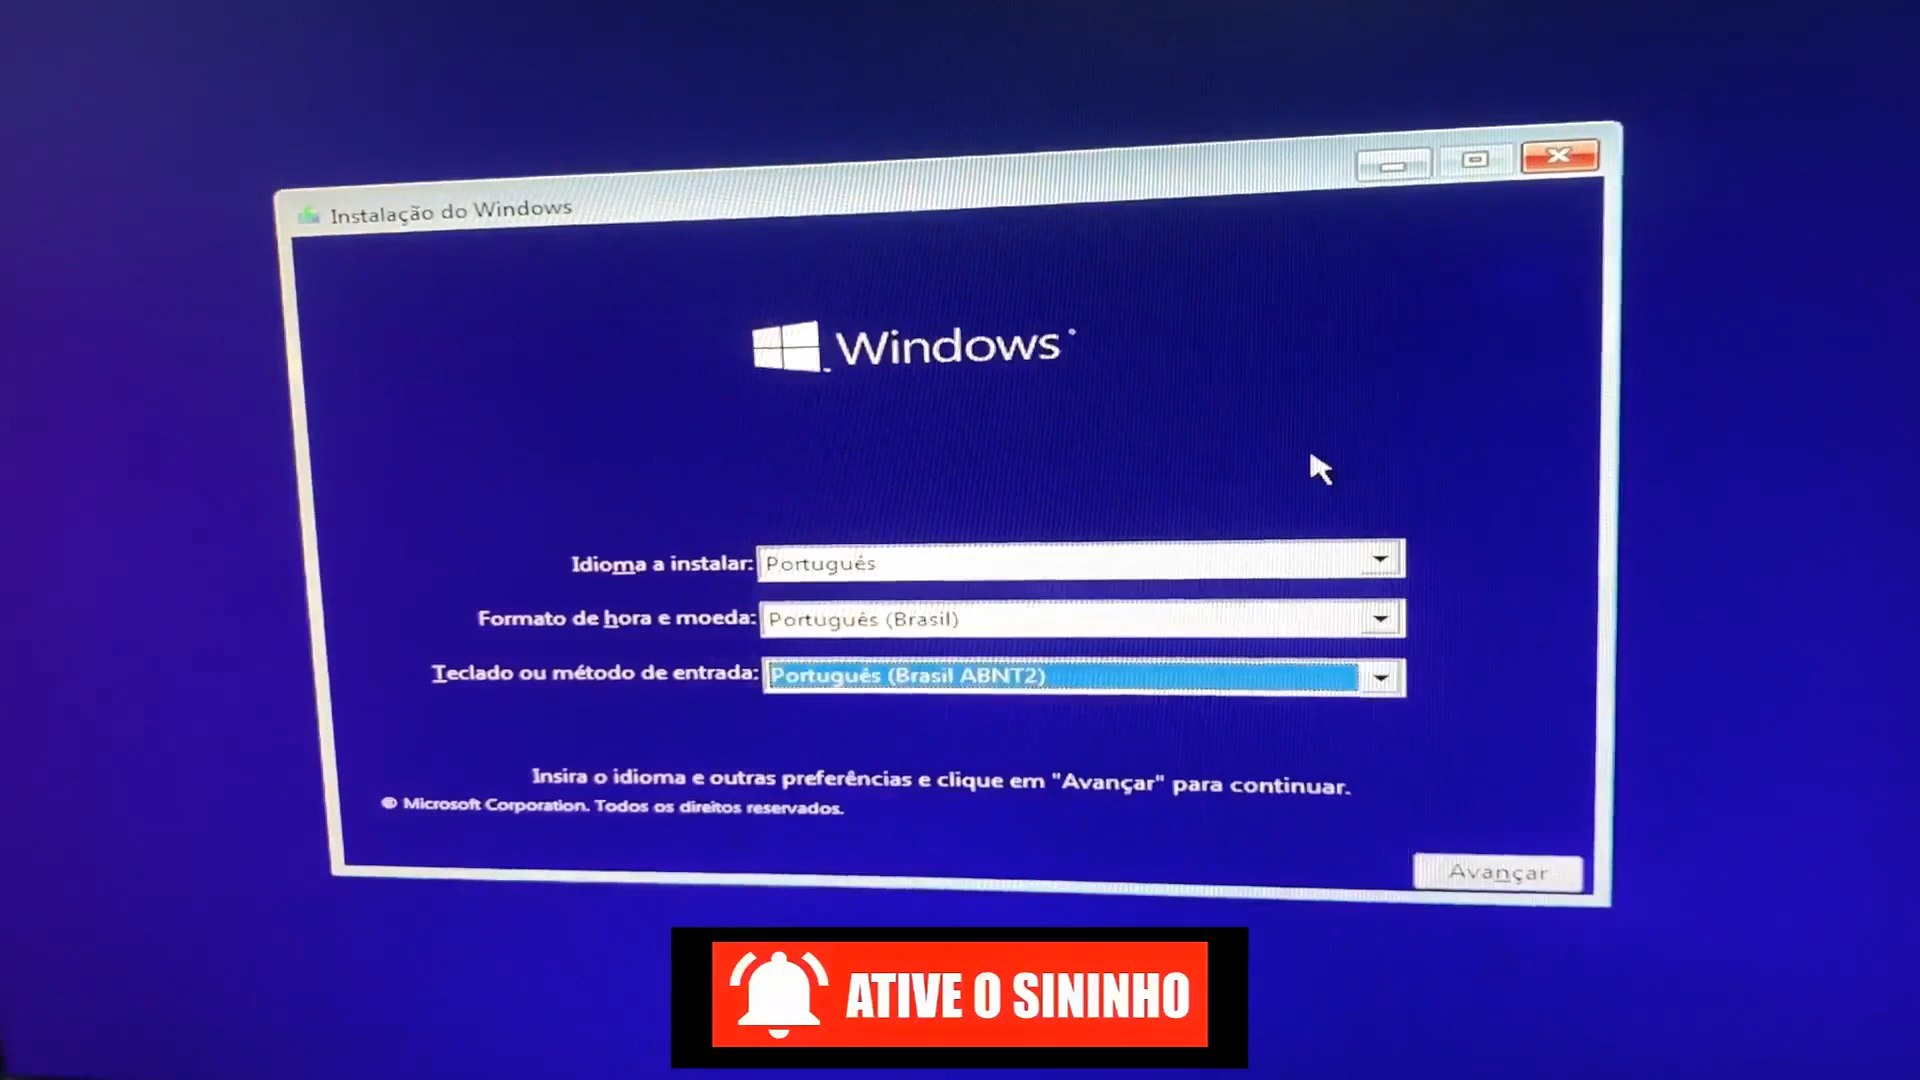 Instalação do Windows
Windows
Idioma a instalar: Português
Formato de hora e moeda: Português (Brasil)
Teclado ou método de entrada: Português (Brasil ABNT2)
Insira o idioma e outras preferências e clique em "Avançar" para continuar.
© Microsoft Corporation. Todos os direitos reservados.
Avançar
ATIVE O SININHO